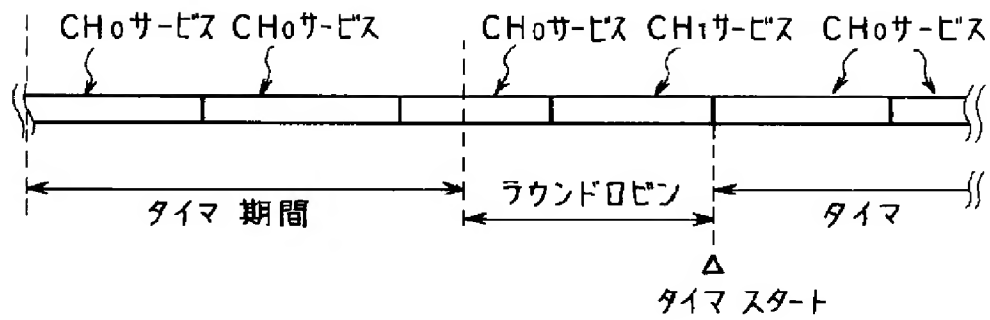 CH0サービス CH0サービス CH0サービス CH1サービス CH0サービス
タイマ 期間 ラウンドロビン タイマ
タイマ スタート